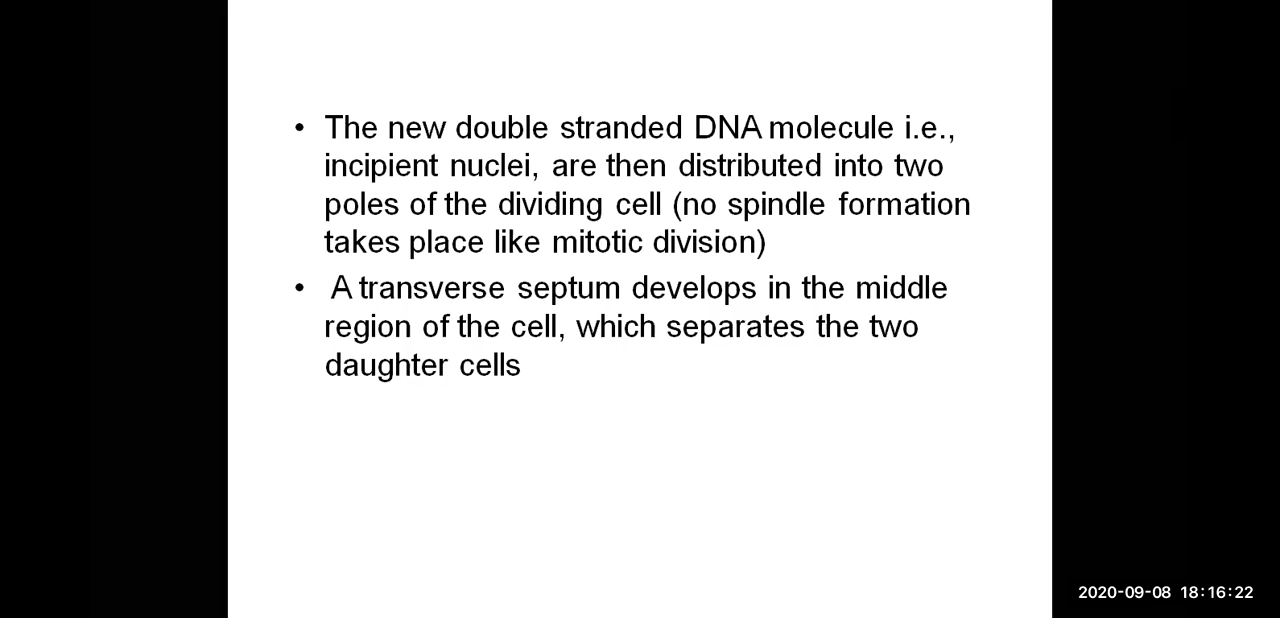 • The new double stranded DNA molecule i.e.,
incipient nuclei, are then distributed into two
poles of the dividing cell (no spindle formation
takes place like mitotic division)
• A transverse septum develops in the middle
region of the cell, which separates the two
daughter cells
2020-09-08 18:16:22